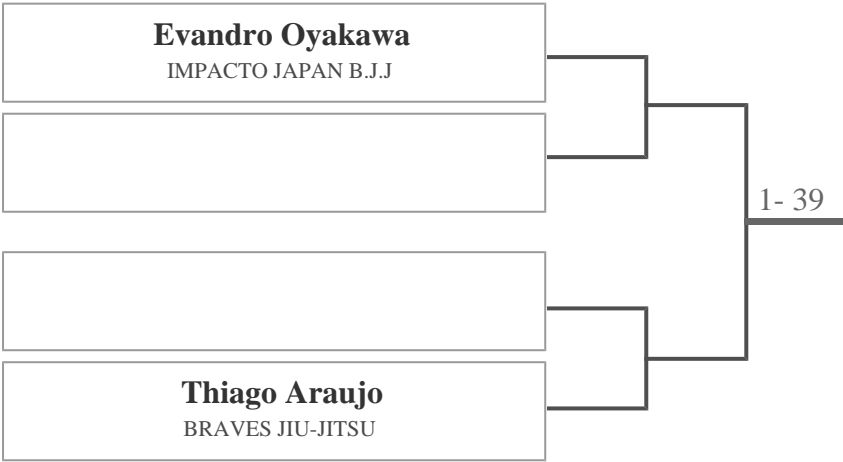 Evandro Oyakawa
IMPACTO JAPAN B.J.J
1- 39
Thiago Araujo
BRAVES JIU-JITSU